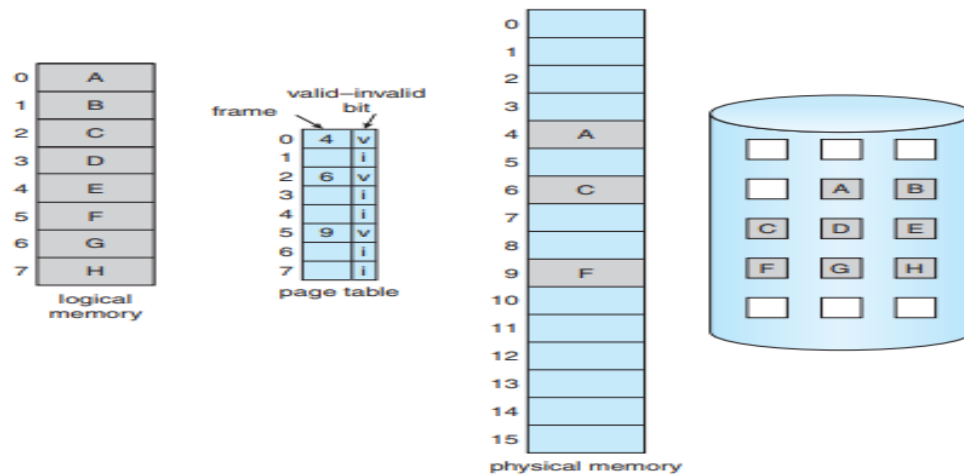 0 A
1 B
2 C
3 D
4 E
5 F
6 G
7 H
logical
memory
valid–invalid
bit
frame
0 4 v
1 i
2 6 v
3 i
4 i
5 9 v
6 i
7 i
page table
0
1
2
3
4 A
5
6 C
7
8
9 F
10
11
12
13
14
15
physical memory
A B
C D E
F G H